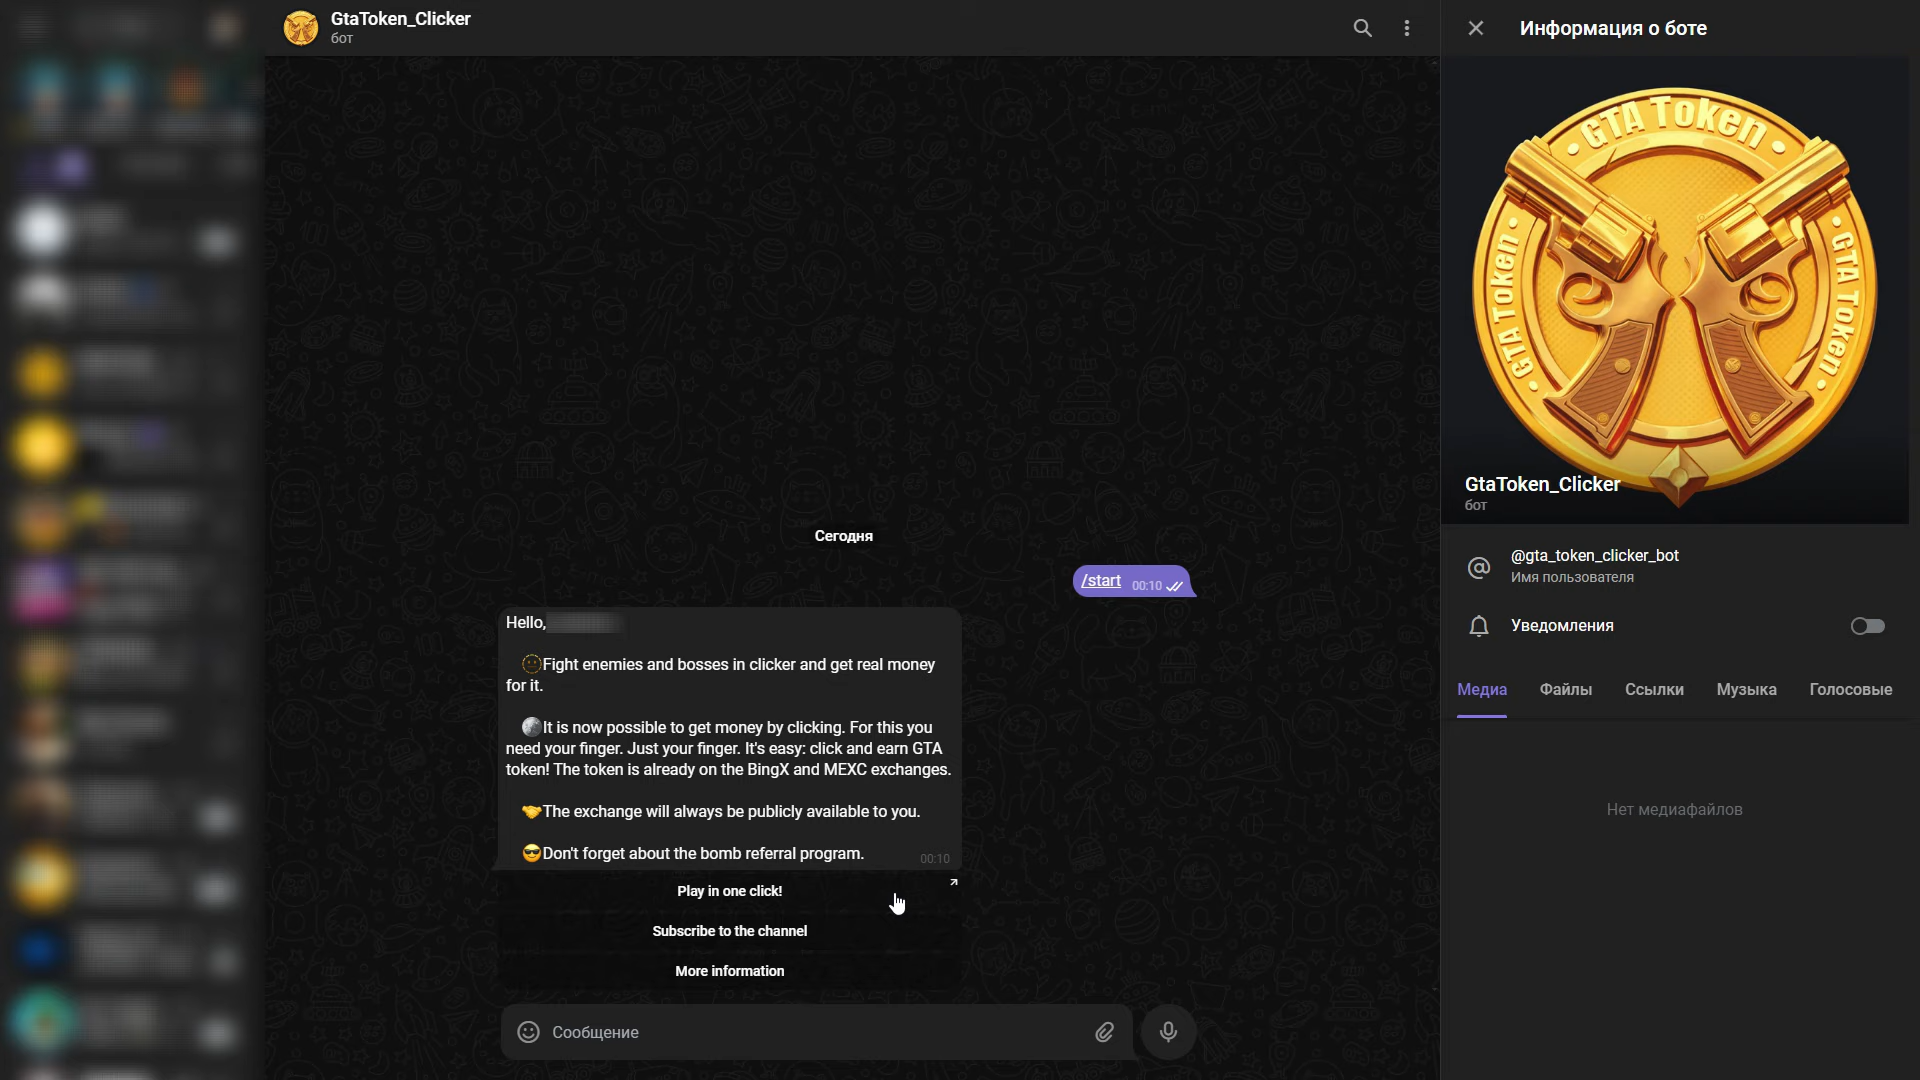 GtaToken_Clicker
бот
Информация о боте
GTA Token
GTA Token
GTA Token
GtaToken_Clicker
бот
@gta_token_clicker_bot
Имя пользователя
Уведомления
Медиа Файлы Ссылки Музыка Голосовые
Нет медиафайлов
Сегодня
/start 00:10
Hello,
😐Fight enemies and bosses in clicker and get real money
for it.
🌕It is now possible to get money by clicking. For this you
need your finger. Just your finger. It's easy: click and earn GTA
token! The token is already on the BingX and MEXC exchanges.
🤝The exchange will always be publicly available to you.
😎Don't forget about the bomb referral program.
00:10
Play in one click!
Subscribe to the channel
More information
Сообщение